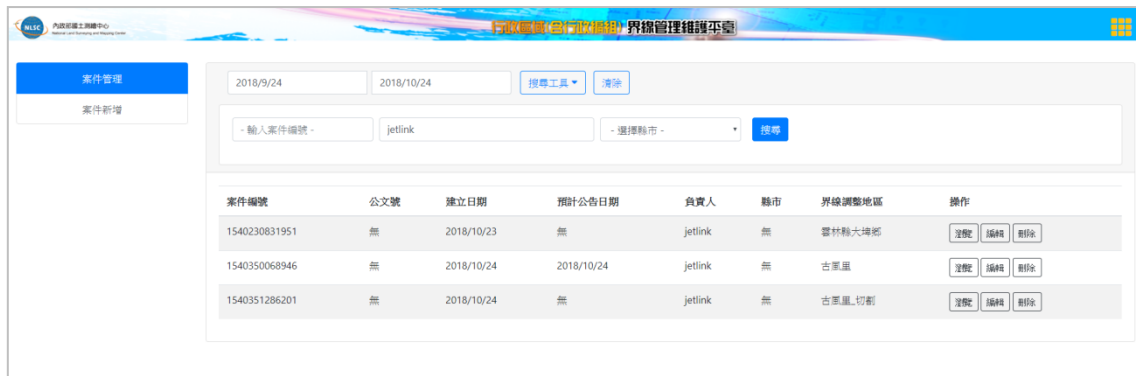 NLSC 內政部國土測繪中心
National Land Surveying and Mapping Center
行政區域(含行政村里) 界線管理維護平臺
案件管理
案件新增
2018/9/24 2018/10/24 搜尋工具 清除
- 輸入案件編號 - jetlink - 選擇縣市 - 搜尋
案件編號 公文號 建立日期 預計公告日期 負責人 縣市 界線調整地區 操作
1540230831951 無 2018/10/23 無 jetlink 無 雲林縣大埤鄉 瀏覽 編輯 刪除
1540350068946 無 2018/10/24 2018/10/24 jetlink 無 古風里 瀏覽 編輯 刪除
1540351286201 無 2018/10/24 無 jetlink 無 古風里_切割 瀏覽 編輯 刪除